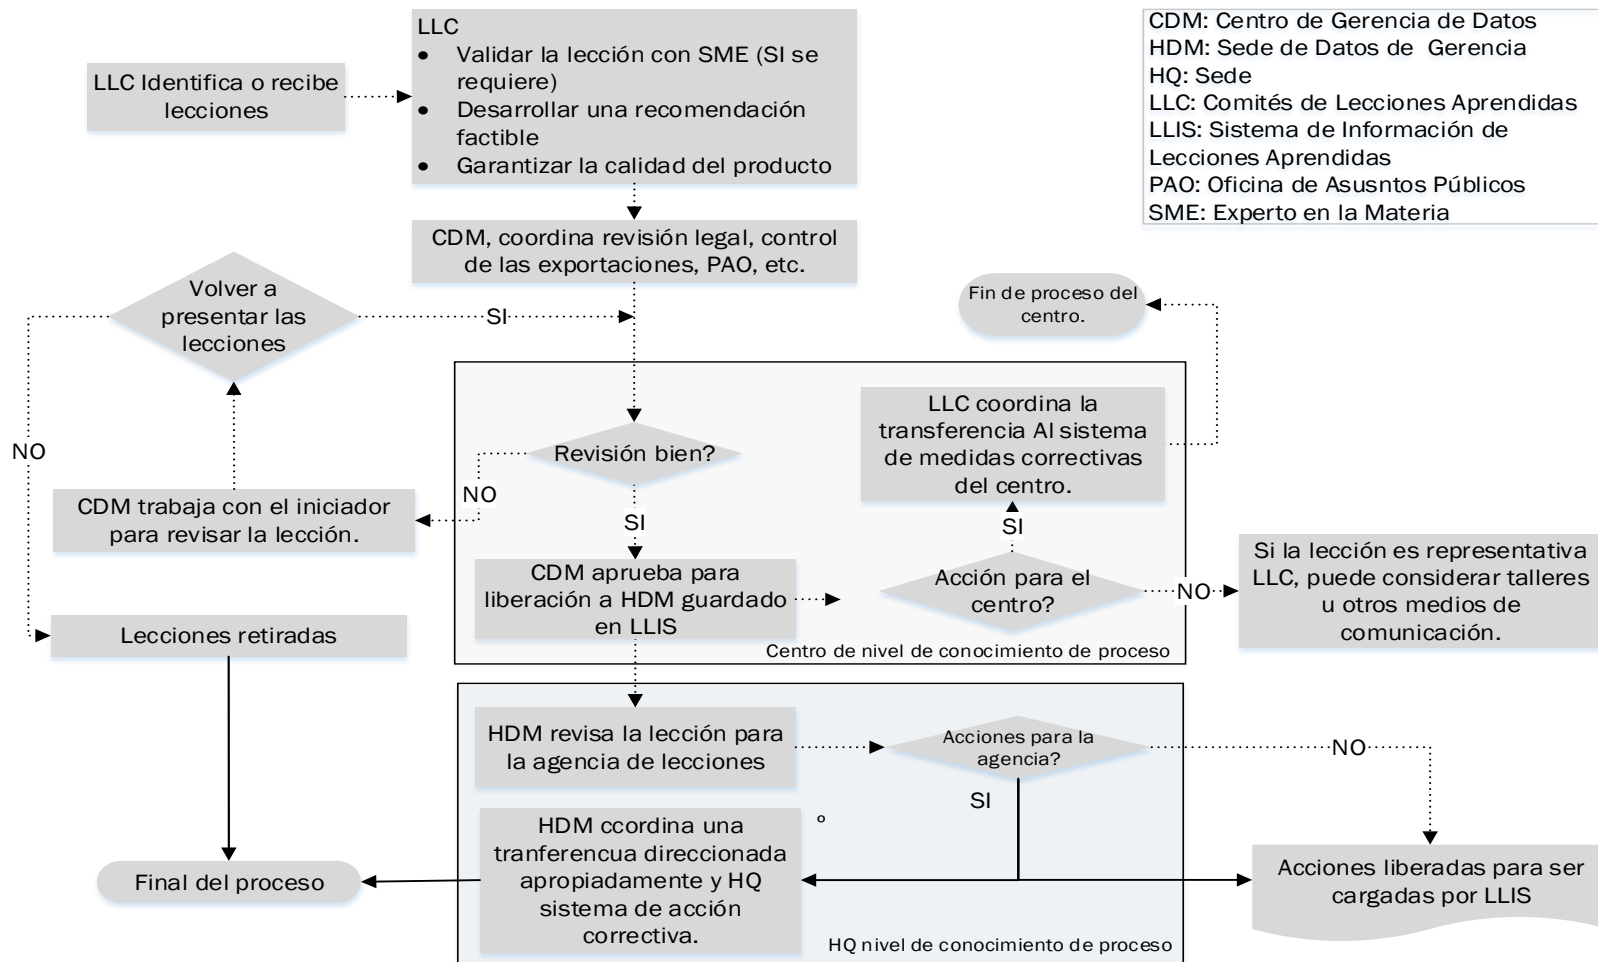 LLC
• Validar la lección con SME (SI se
requiere)
• Desarrollar una recomendación
factible
• Garantizar la calidad del producto
CDM: Centro de Gerencia de Datos
HDM: Sede de Datos de Gerencia
HQ: Sede
LLC: Comités de Lecciones Aprendidas
LLIS: Sistema de Información de
Lecciones Aprendidas
PAO: Oficina de Asusntos Públicos
SME: Experto en la Materia
LLC Identifica o recibe
lecciones
CDM, coordina revisión legal, control
de las exportaciones, PAO, etc.
Volver a
presentar las
lecciones
SI
Fin de proceso del
centro.
NO
Revisión bien?
LLC coordina la
transferencia AI sistema
de medidas correctivas
del centro.
NO
CDM trabaja con el iniciador
para revisar la lección.
SI
SI
CDM aprueba para
liberación a HDM guardado
en LLIS
Acción para el
centro?
NO
Si la lección es representativa
LLC, puede considerar talleres
u otros medios de
comunicación.
Lecciones retiradas
Centro de nivel de conocimiento de proceso
HDM revisa la lección para
la agencia de lecciones
Acciones para la
agencia?
NO
SI
HDM ccordina una
tranferencua direccionada
apropiadamente y HQ
sistema de acción
correctiva.
o
Final del proceso
Acciones liberadas para ser
cargadas por LLIS
HQ nivel de conocimiento de proceso